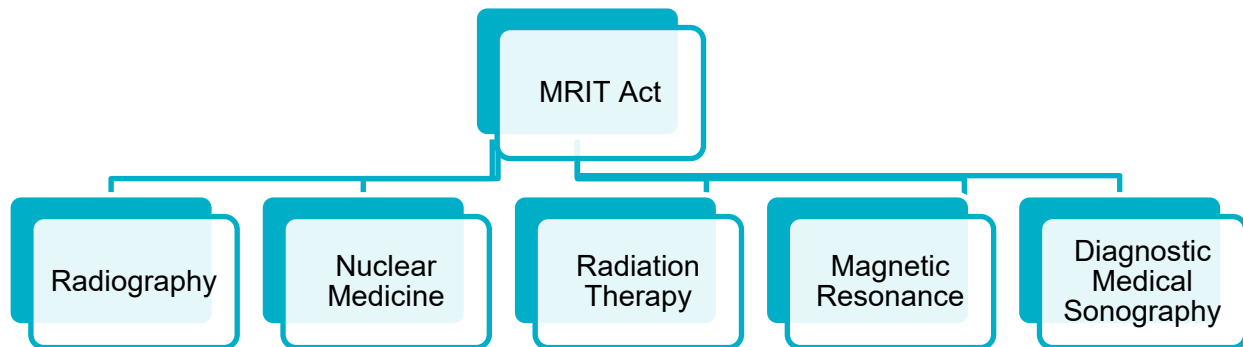 MRIT Act
Radiography
Nuclear
Medicine
Radiation
Therapy
Magnetic
Resonance
Diagnostic
Medical
Sonography